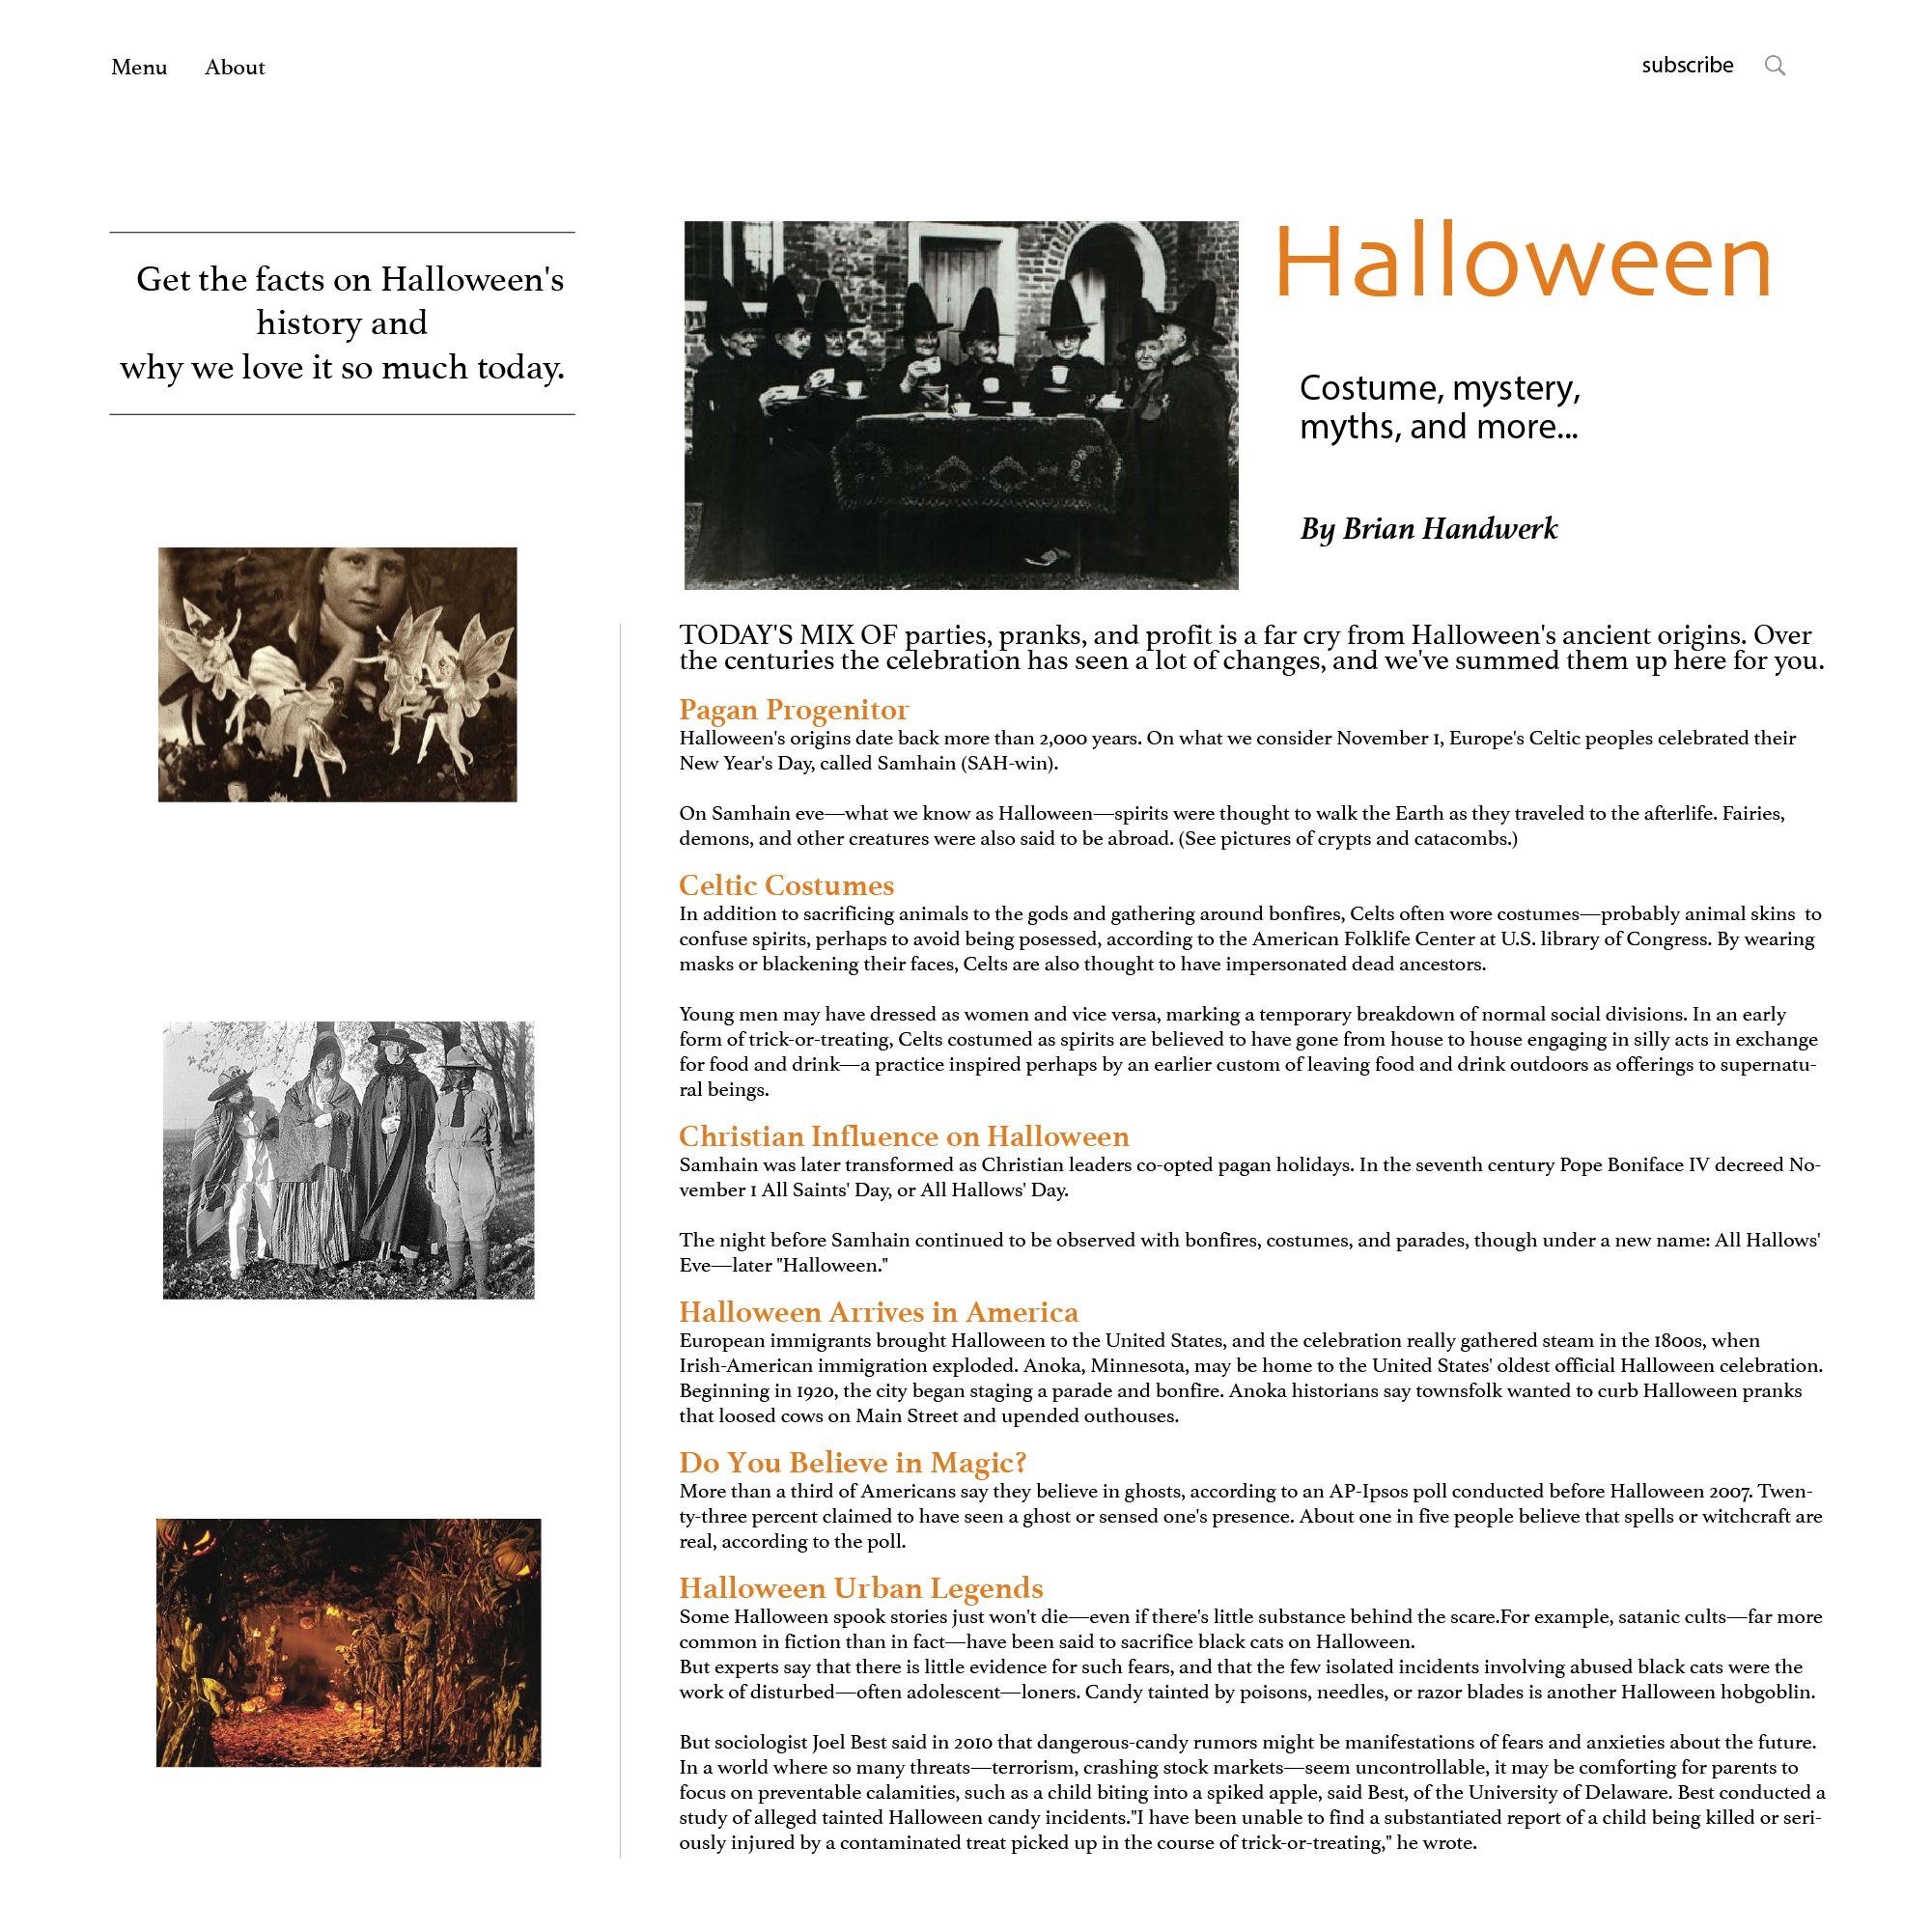 Menu About
subscribe
Get the facts on Halloween's
history and
why we love it so much today.
Halloween
Costume, mystery,
myths, and more...
By Brian Handwerk
TODAY'S MIX OF parties, pranks, and profit is a far cry from Halloween's ancient origins. Over
the centuries the celebration has seen a lot of changes, and we've summed them up here for you.
Pagan Progenitor
Halloween's origins date back more than 2,000 years. On what we consider November 1, Europe's Celtic peoples celebrated their
New Year's Day, called Samhain (SAH-win).
On Samhain eve—what we know as Halloween—spirits were thought to walk the Earth as they traveled to the afterlife. Fairies,
demons, and other creatures were also said to be abroad. (See pictures of crypts and catacombs.)
Celtic Costumes
In addition to sacrificing animals to the gods and gathering around bonfires, Celts often wore costumes—probably animal skins  to
confuse spirits, perhaps to avoid being posessed, according to the American Folklife Center at U.S. library of Congress. By wearing
masks or blackening their faces, Celts are also thought to have impersonated dead ancestors.
Young men may have dressed as women and vice versa, marking a temporary breakdown of normal social divisions. In an early
form of trick-or-treating, Celts costumed as spirits are believed to have gone from house to house engaging in silly acts in exchange
for food and drink—a practice inspired perhaps by an earlier custom of leaving food and drink outdoors as offerings to supernatu-
ral beings.
Christian Influence on Halloween
Samhain was later transformed as Christian leaders co-opted pagan holidays. In the seventh century Pope Boniface IV decreed No-
vember 1 All Saints' Day, or All Hallows' Day.
The night before Samhain continued to be observed with bonfires, costumes, and parades, though under a new name: All Hallows'
Eve—later "Halloween."
Halloween Arrives in America
European immigrants brought Halloween to the United States, and the celebration really gathered steam in the 1800s, when
Irish-American immigration exploded. Anoka, Minnesota, may be home to the United States' oldest official Halloween celebration.
Beginning in 1920, the city began staging a parade and bonfire. Anoka historians say townsfolk wanted to curb Halloween pranks
that loosed cows on Main Street and upended outhouses.
Do You Believe in Magic?
More than a third of Americans say they believe in ghosts, according to an AP-Ipsos poll conducted before Halloween 2007. Twen-
ty-three percent claimed to have seen a ghost or sensed one's presence. About one in five people believe that spells or witchcraft are
real, according to the poll.
Halloween Urban Legends
Some Halloween spook stories just won't die—even if there's little substance behind the scare.For example, satanic cults—far more
common in fiction than in fact—have been said to sacrifice black cats on Halloween.
But experts say that there is little evidence for such fears, and that the few isolated incidents involving abused black cats were the
work of disturbed—often adolescent—loners. Candy tainted by poisons, needles, or razor blades is another Halloween hobgoblin.
But sociologist Joel Best said in 2010 that dangerous-candy rumors might be manifestations of fears and anxieties about the future.
In a world where so many threats—terrorism, crashing stock markets—seem uncontrollable, it may be comforting for parents to
focus on preventable calamities, such as a child biting into a spiked apple, said Best, of the University of Delaware. Best conducted a
study of alleged tainted Halloween candy incidents."I have been unable to find a substantiated report of a child being killed or seri-
ously injured by a contaminated treat picked up in the course of trick-or-treating," he wrote.